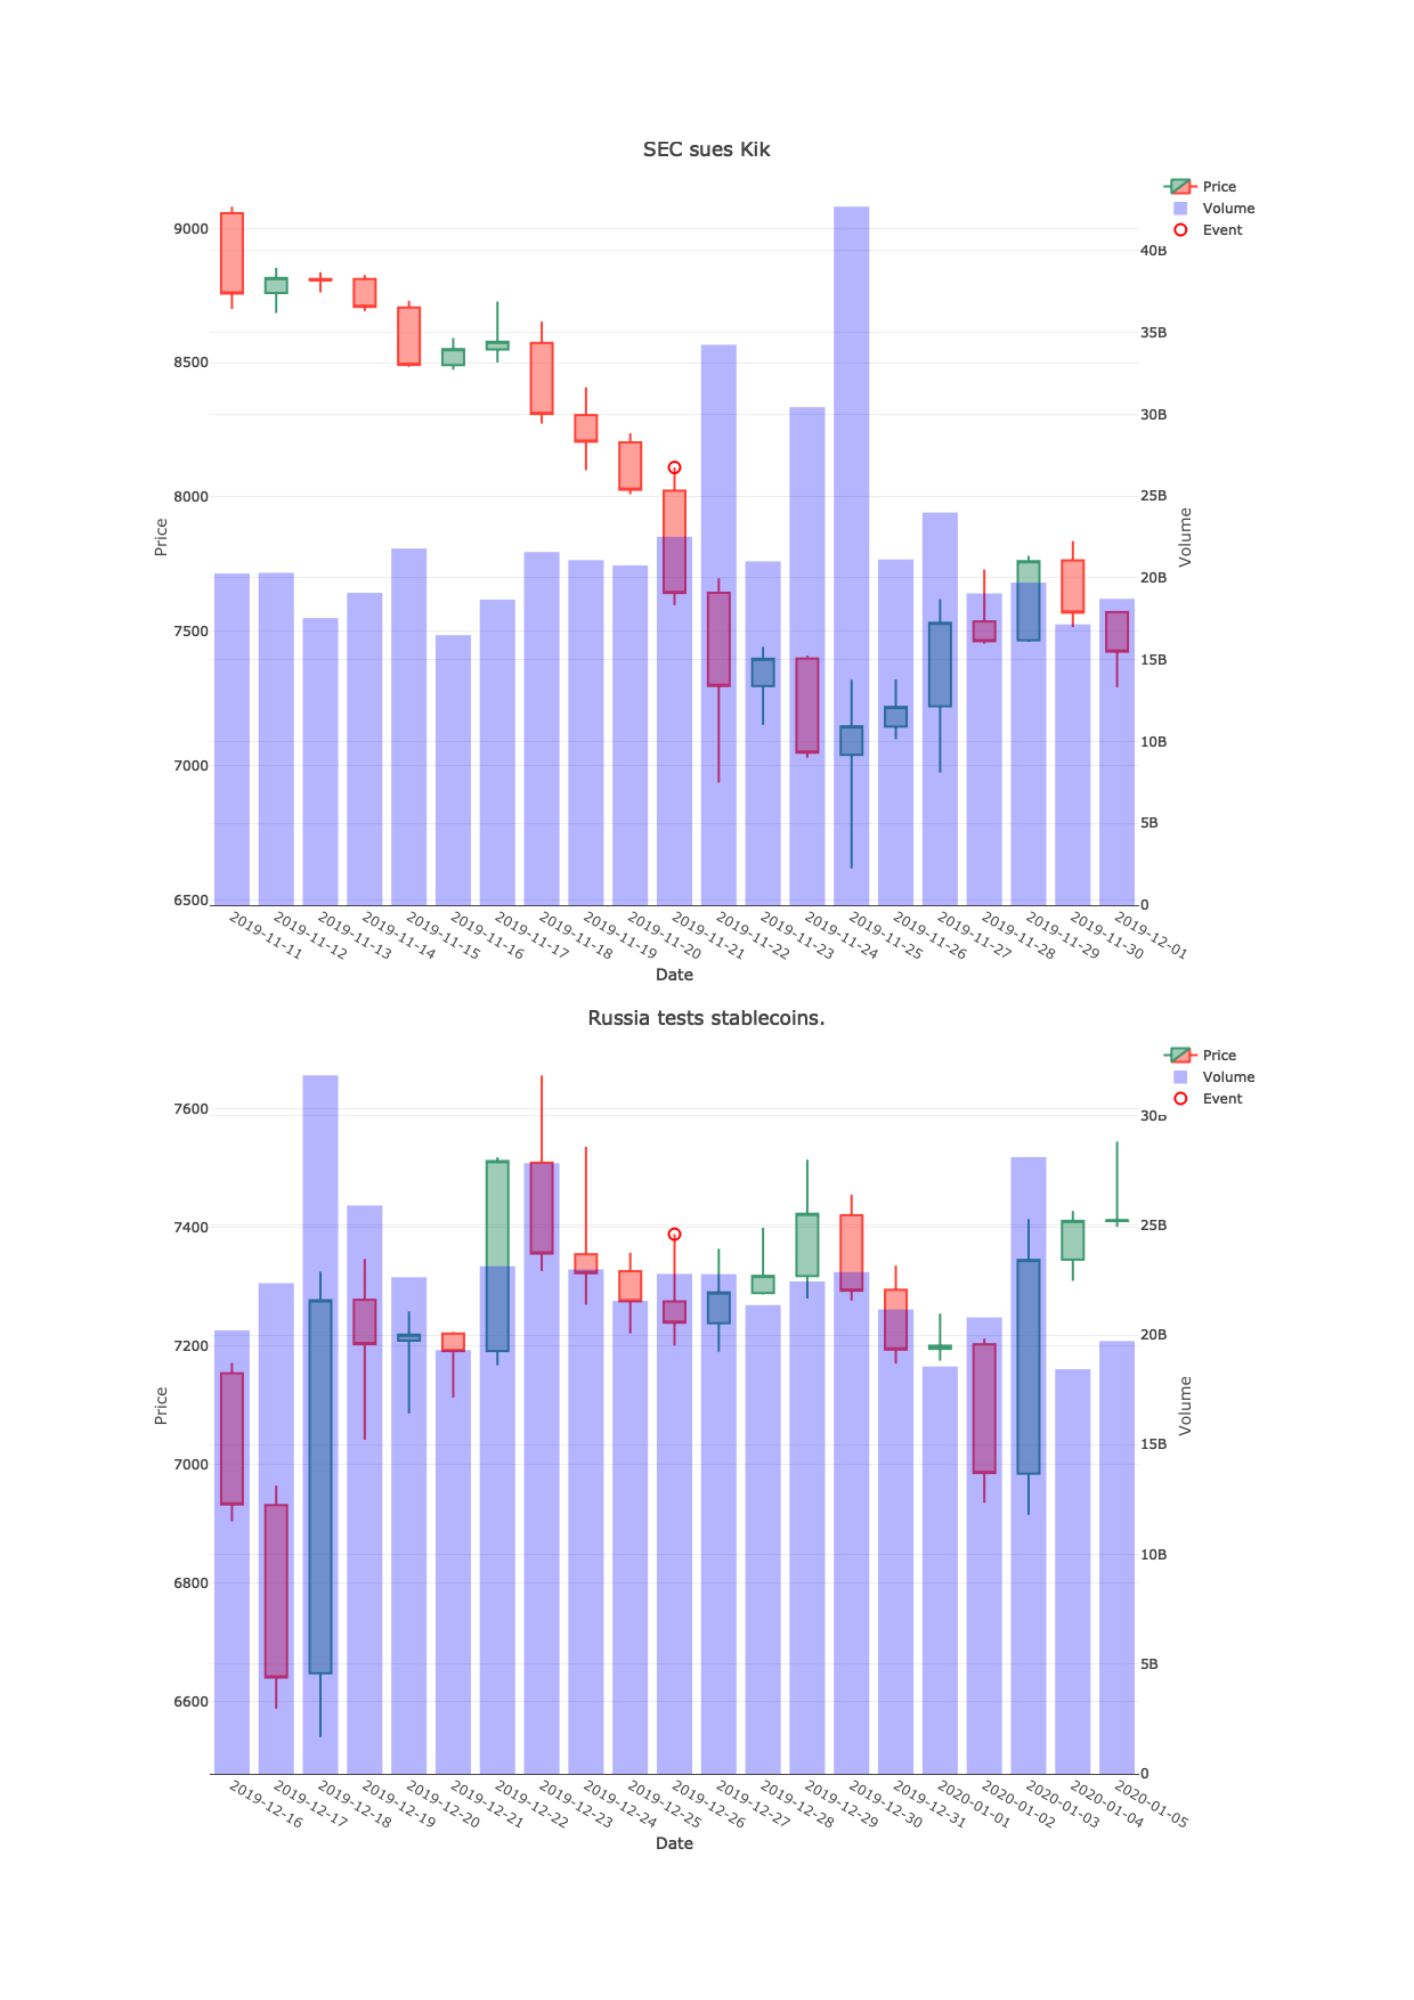 SEC sues Kik
Price
Volume
Event
9000
8500
8000
7500
7000
6500
Price
40B
35B
30B
25B
20B
15B
10B
5B
0
Volume
2019-11-11
2019-11-12
2019-11-13
2019-11-14
2019-11-15
2019-11-16
2019-11-17
2019-11-18
2019-11-19
2019-11-20
2019-11-21
2019-11-22
2019-11-23
2019-11-24
2019-11-25
2019-11-26
2019-11-27
2019-11-28
2019-11-29
2019-11-30
2019-12-01
Date
Russia tests stablecoins.
Price
Volume
Event
7600
7400
7200
7000
6800
6600
Price
30B
25B
20B
15B
10B
5B
0
Volume
2019-12-16
2019-12-17
2019-12-18
2019-12-19
2019-12-20
2019-12-21
2019-12-22
2019-12-23
2019-12-24
2019-12-25
2019-12-26
2019-12-27
2019-12-28
2019-12-29
2019-12-30
2019-12-31
2020-01-01
2020-01-02
2020-01-03
2020-01-04
2020-01-05
Date